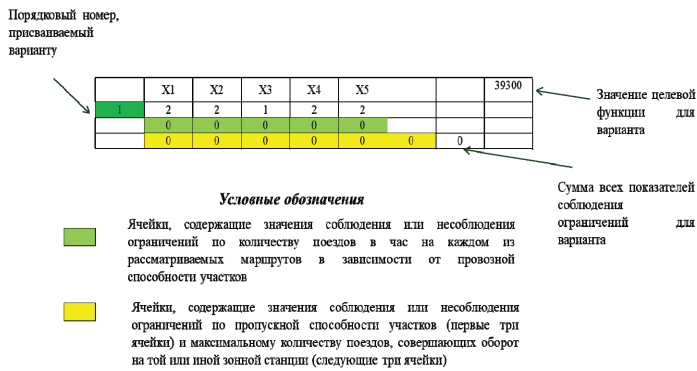 Порядковый номер,
присваиваемый
варианту
X1 X2 X3 X4 X5 39300
1 2 2 1 2 2
0 0 0 0 0
0 0 0 0 0 0 0
Значение целевой
функции для
варианта
Сумма всех показателей
соблюдения
ограничений для
варианта
Условные обозначения
Ячейки, содержащие значения соблюдения или несоблюдения
ограничений по количеству поездов в час на каждом из
рассматриваемых маршрутов в зависимости от провозной
способности участков
Ячейки, содержащие значения соблюдения или несоблюдения
ограничений по пропускной способности участков (первые три
ячейки) и максимальному количеству поездов, совершающих оборот
на той или иной зонной станции (следующие три ячейки)